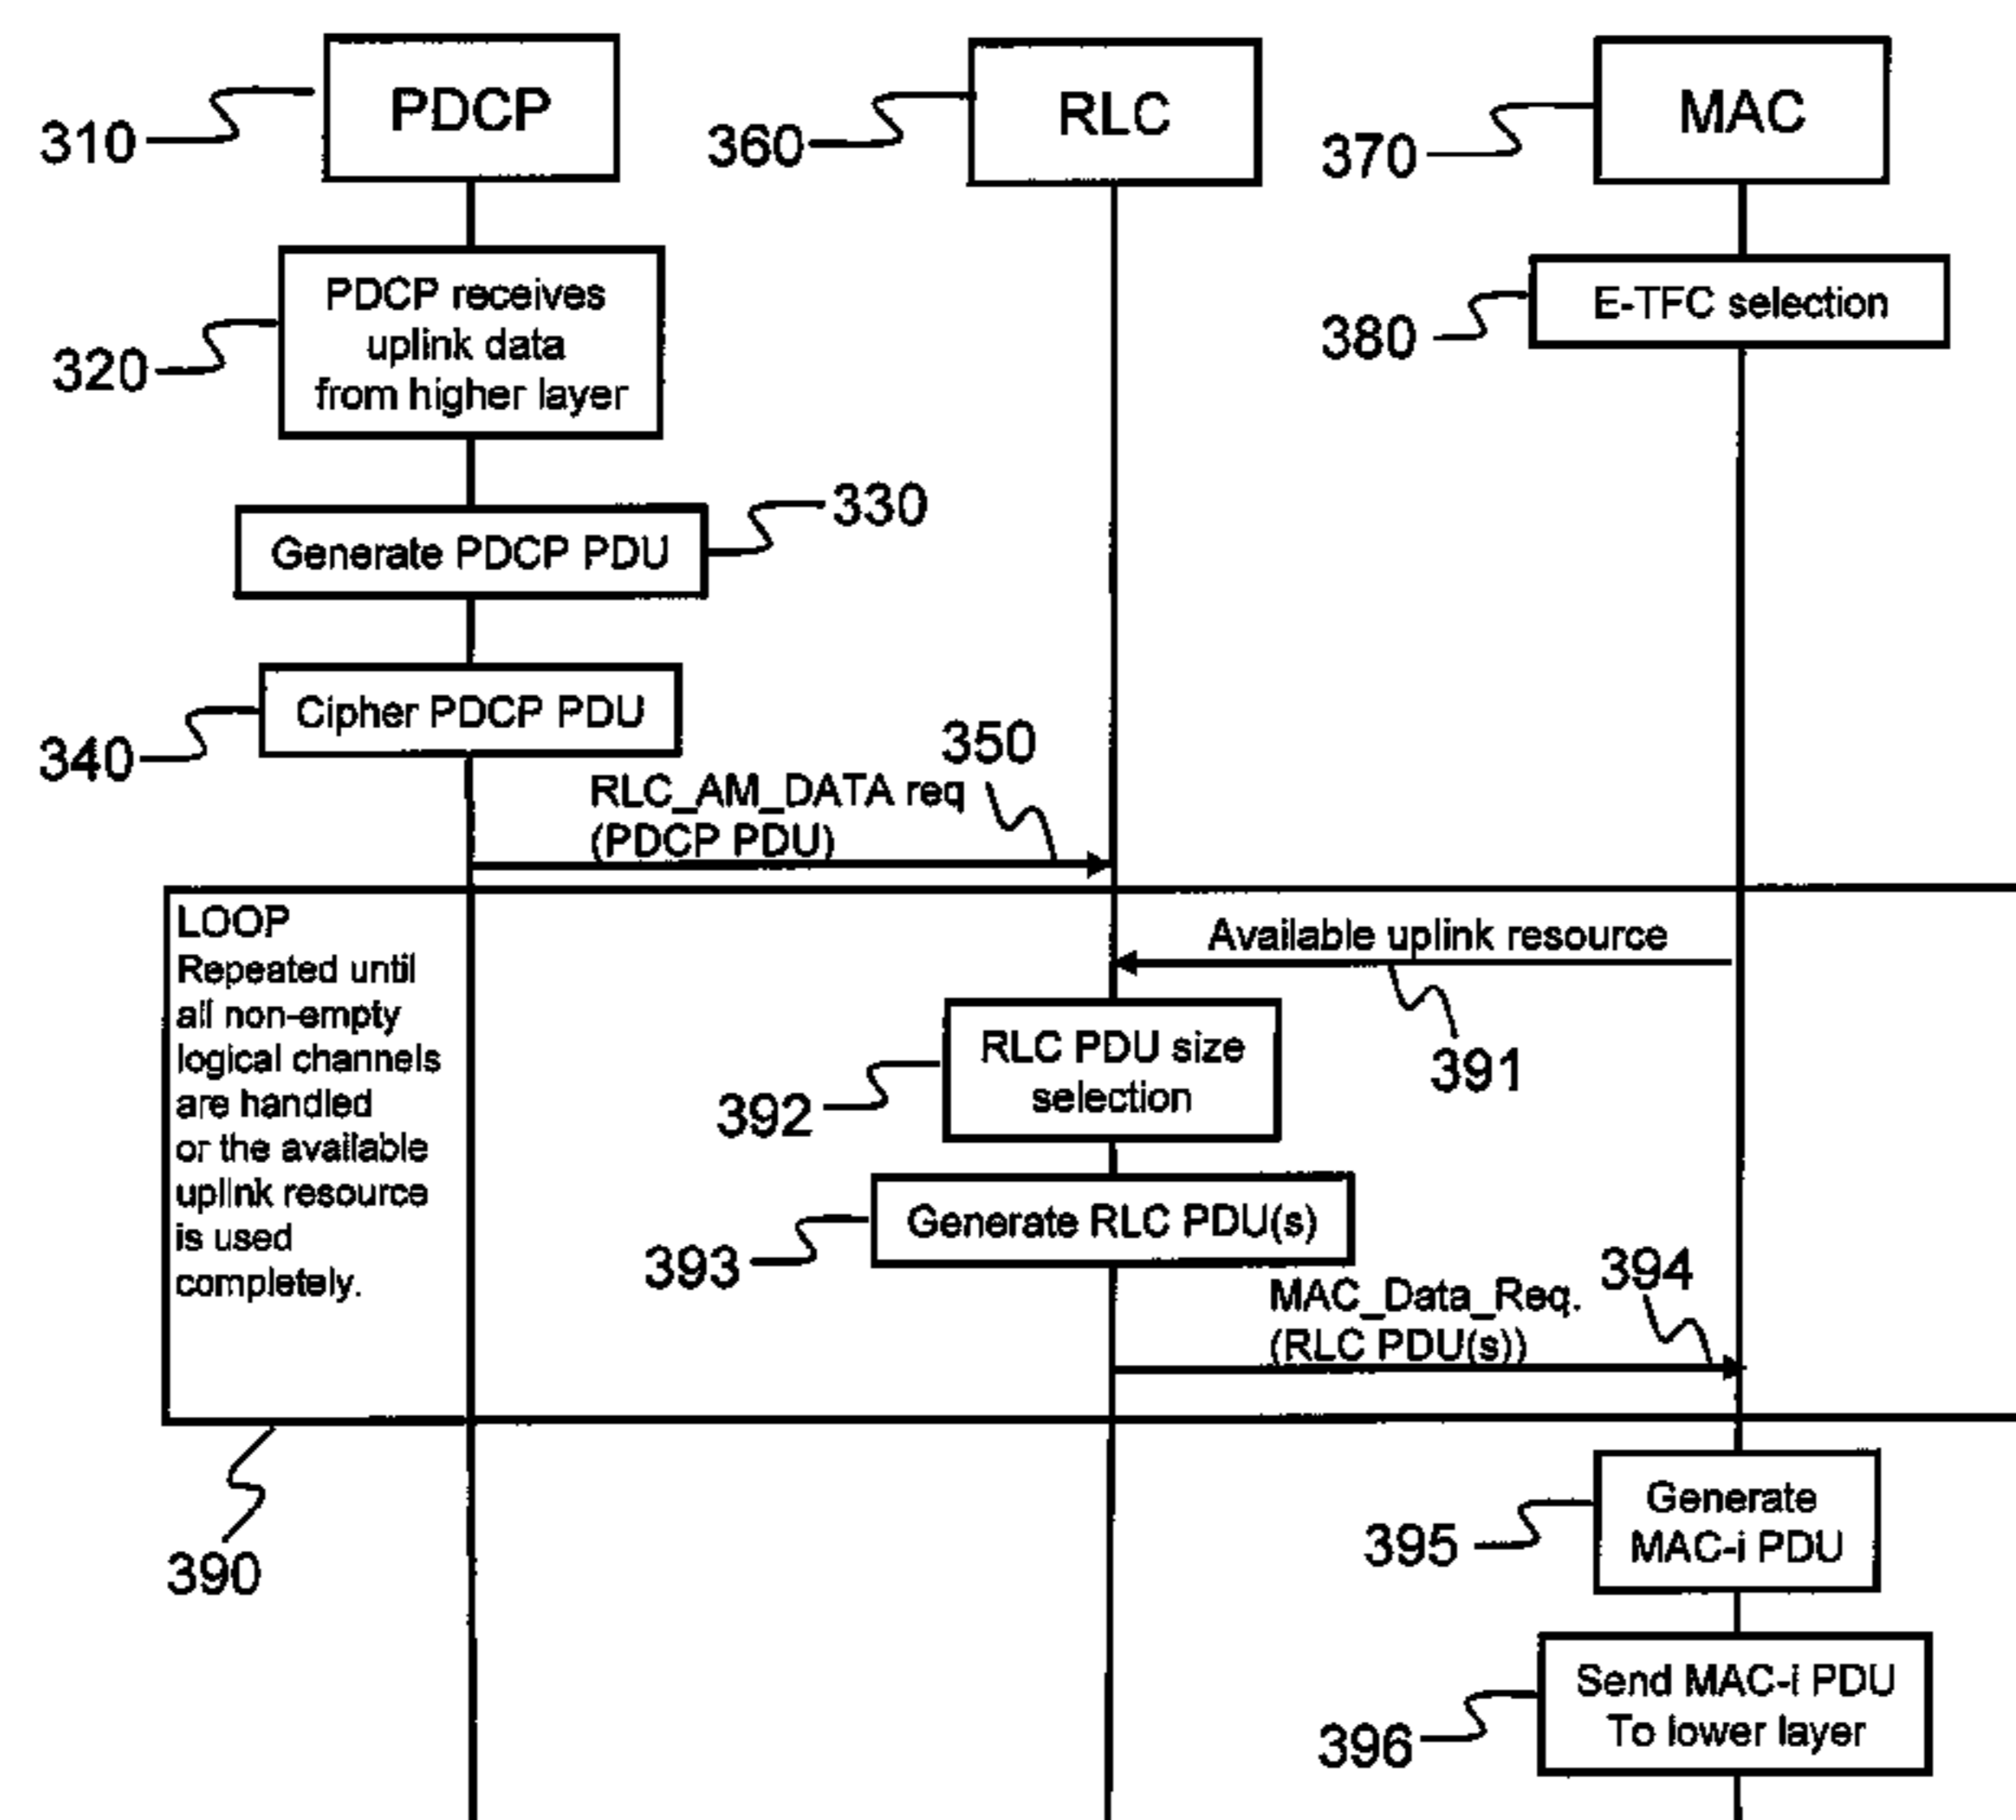 PDCP
310
RLC
360
MAC
370
PDCP receives
uplink data
from higher layer
320
E-TFC selection
380
330
Generate PDCP PDU
Cipher PDCP PDU
340
350
RLC_AM_DATA req
(PDCP PDU)
LOOP
Repeated until
all non-empty
logical channels
are handled
or the available
uplink resource
is used
completely.
Available uplink resource
391
RLC PDU size
selection
392
Generate RLC PDU(s)
393
394
MAC_Data_Req.
(RLC PDU(s))
390
Generate
MAC-i PDU
395
Send MAC-i PDU
To lower layer
396